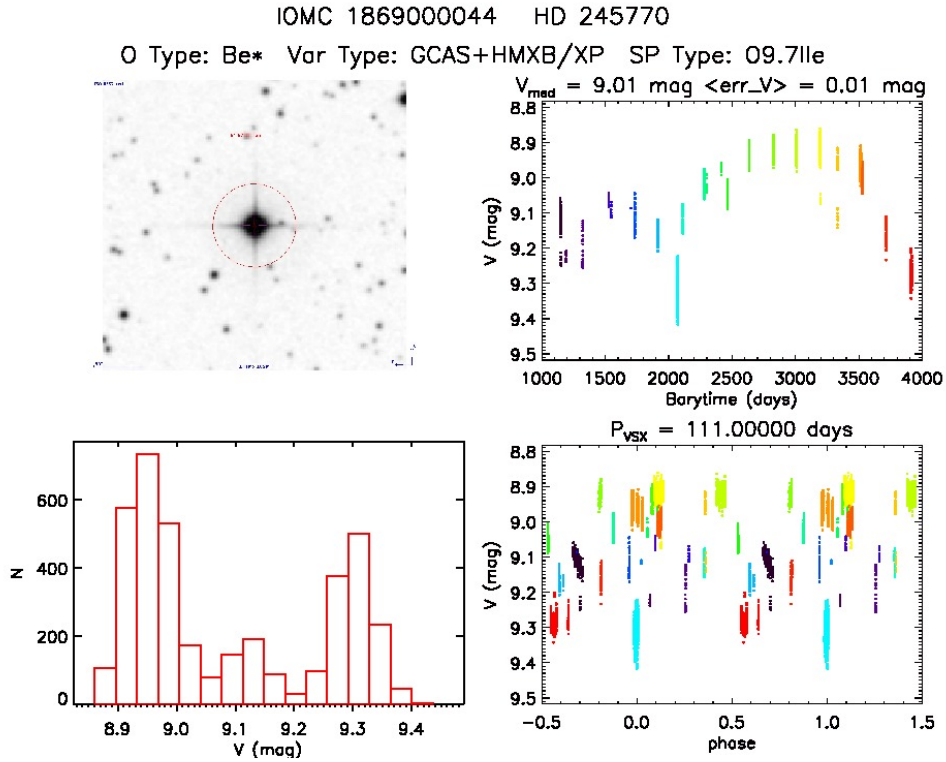 IOMC 1869000044 HD 245770
O Type: Be* Var Type: GCAS+HMXB/XP SP Type: O9.7IIe
V_med = 9.01 mag <err_V> = 0.01 mag
8.8
8.9
9.0
9.1
9.2
9.3
9.4
9.5
V (mag)
1000 1500 2000 2500 3000 3500 4000
Barytime (days)
600
400
200
0
N
8.9 9.0 9.1 9.2 9.3 9.4
V (mag)
P_VSX = 111.00000 days
8.8
8.9
9.0
9.1
9.2
9.3
9.4
9.5
V (mag)
-0.5 0.0 0.5 1.0 1.5
phase